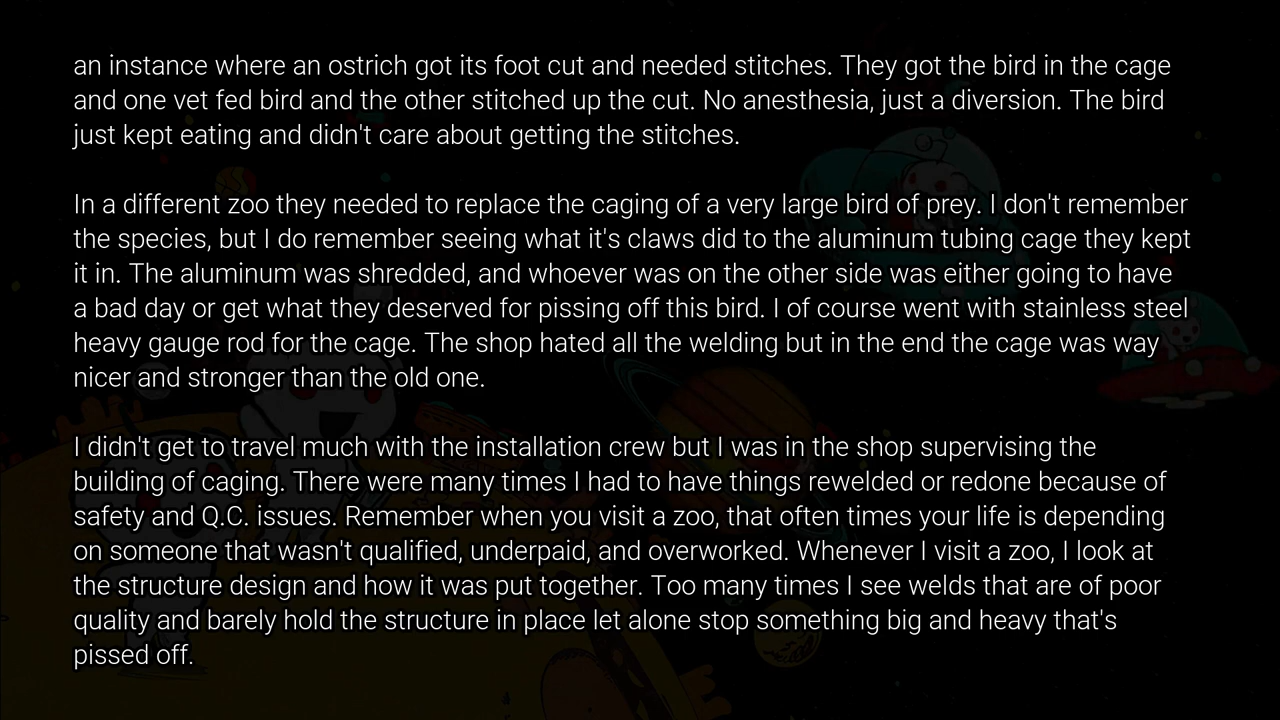 an instance where an ostrich got its foot cut and needed stitches. They got the bird in the cage
and one vet fed bird and the other stitched up the cut. No anesthesia, just a diversion. The bird
just kept eating and didn't care about getting the stitches.
In a different zoo they needed to replace the caging of a very large bird of prey. I don't remember
the species, but I do remember seeing what it's claws did to the aluminum tubing cage they kept
it in. The aluminum was shredded, and whoever was on the other side was either going to have
a bad day or get what they deserved for pissing off this bird. I of course went with stainless steel
heavy gauge rod for the cage. The shop hated all the welding but in the end the cage was way
nicer and stronger than the old one.
I didn't get to travel much with the installation crew but I was in the shop supervising the
building of caging. There were many times I had to have things rewelded or redone because of
safety and Q.C. issues. Remember when you visit a zoo, that often times your life is depending
on someone that wasn't qualified, underpaid, and overworked. Whenever I visit a zoo, I look at
the structure design and how it was put together. Too many times I see welds that are of poor
quality and barely hold the structure in place let alone stop something big and heavy that's
pissed off.